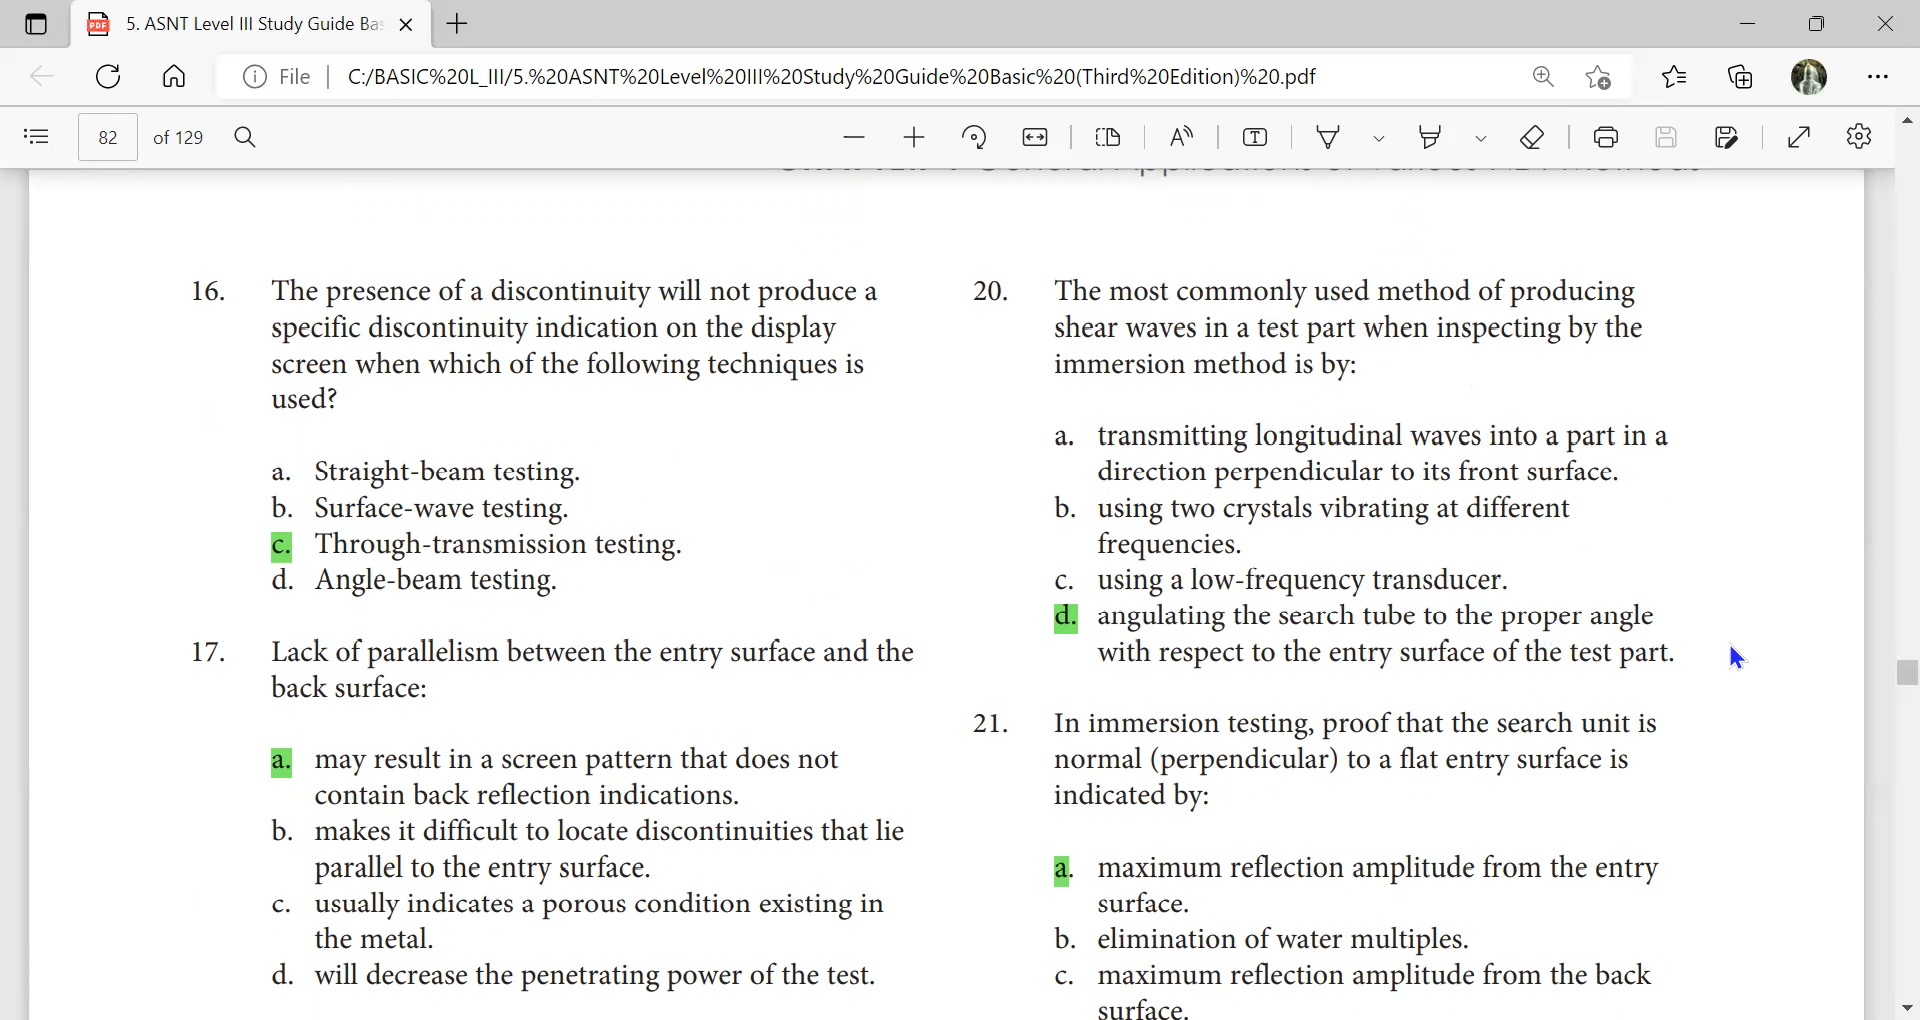 5. ASNT Level III Study Guide Ba
File
C:/BASIC%20L_III/5.%20ASNT%20Level%20III%20Study%20Guide%20Basic%20(Third%20Edition)%20.pdf
82 of 129
16. The presence of a discontinuity will not produce a
specific discontinuity indication on the display
screen when which of the following techniques is
used?
a. Straight-beam testing.
b. Surface-wave testing.
c. Through-transmission testing.
d. Angle-beam testing.
17. Lack of parallelism between the entry surface and the
back surface:
a. may result in a screen pattern that does not
contain back reflection indications.
b. makes it difficult to locate discontinuities that lie
parallel to the entry surface.
c. usually indicates a porous condition existing in
the metal.
d. will decrease the penetrating power of the test.
20. The most commonly used method of producing
shear waves in a test part when inspecting by the
immersion method is by:
a. transmitting longitudinal waves into a part in a
direction perpendicular to its front surface.
b. using two crystals vibrating at different
frequencies.
c. using a low-frequency transducer.
d. angulating the search tube to the proper angle
with respect to the entry surface of the test part.
21. In immersion testing, proof that the search unit is
normal (perpendicular) to a flat entry surface is
indicated by:
a. maximum reflection amplitude from the entry
surface.
b. elimination of water multiples.
c. maximum reflection amplitude from the back
surface.